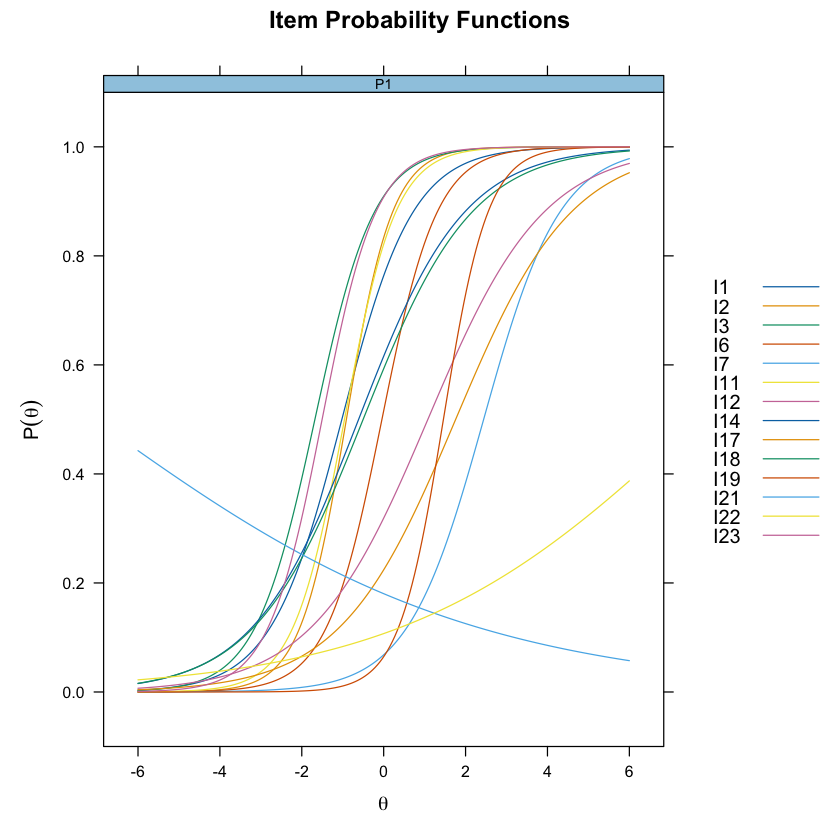 Item Probability Functions
P1
1.0
0.8
0.6
0.4
0.2
0.0
P(θ)
-6 -4 -2 0 2 4 6
θ
I1
I2
I3
I6
I7
I11
I12
I14
I17
I18
I19
I21
I22
I23